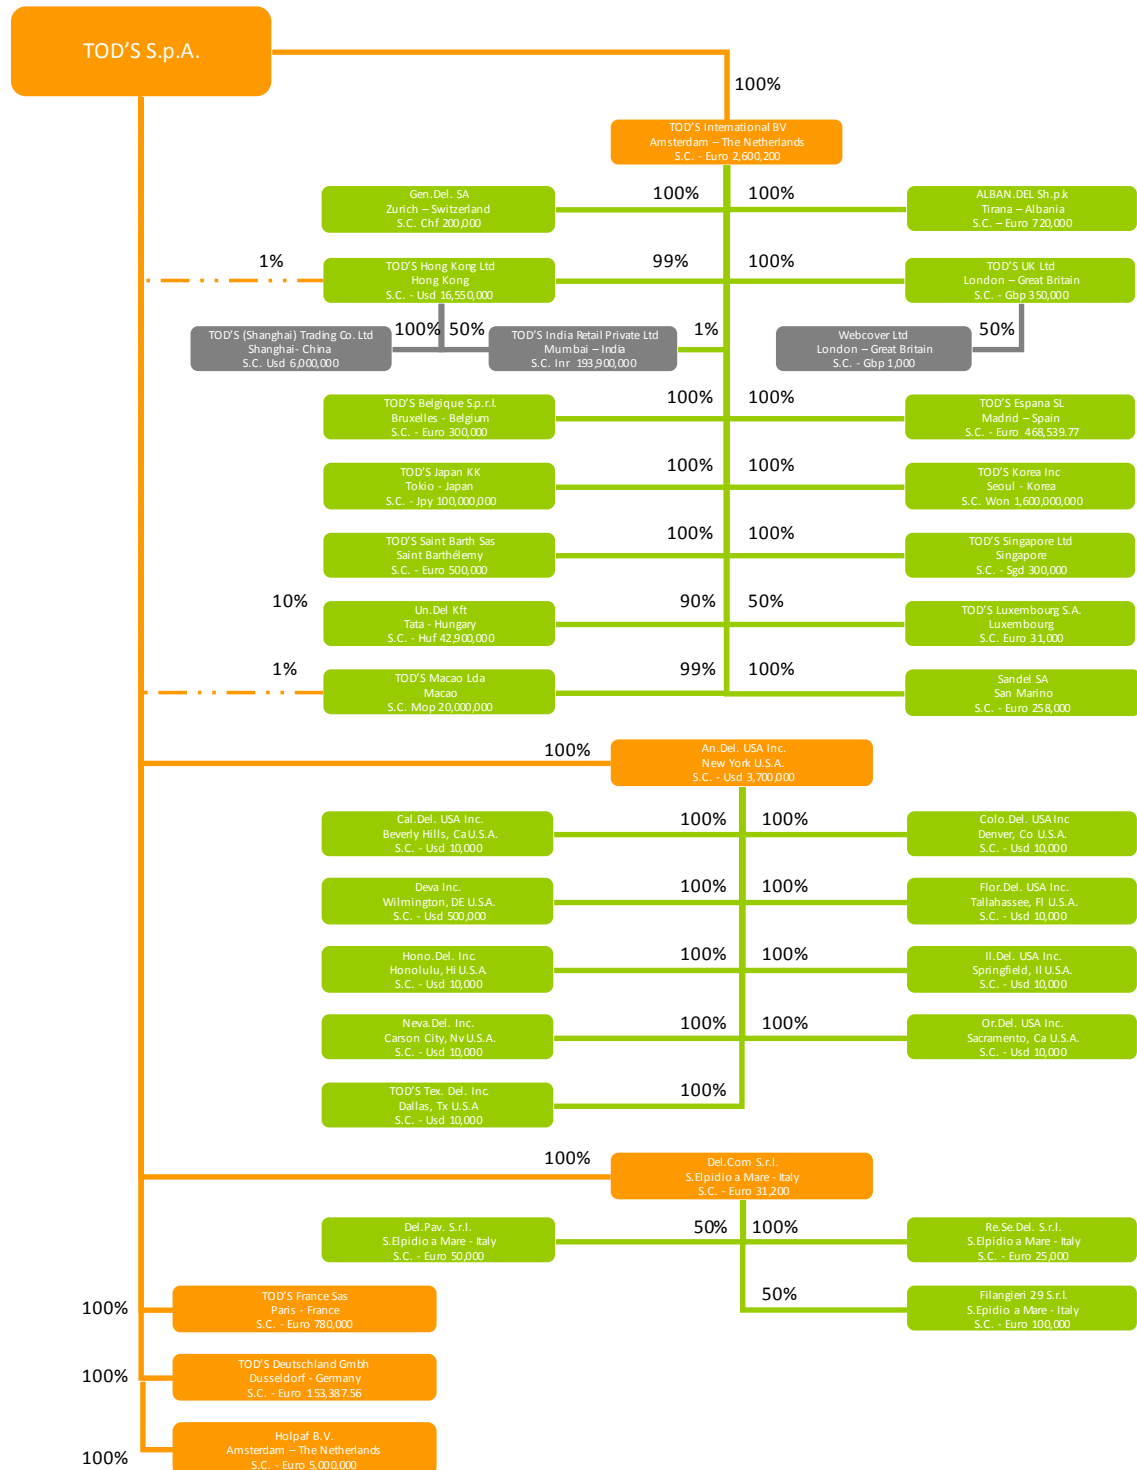 TOD'S S.p.A.
100%
TOD'S International BV
Amsterdam – The Netherlands
S.C. - Euro 2,600,200
Gen.Del. SA
Zurich – Switzerland
S.C. Chf 200,000
100%
100%
ALBAN.DEL Sh.p.k
Tirana – Albania
S.C. – Euro 720,000
1%
TOD'S Hong Kong Ltd
Hong Kong
S.C. - Usd 16,550,000
99%
100%
TOD'S UK Ltd
London – Great Britain
S.C. - Gbp 350,000
TOD'S (Shanghai) Trading Co. Ltd
Shanghai- China
S.C. Usd 6,000,000
100%
50%
TOD'S India Retail Private Ltd
Mumbai – India
S.C. Inr 193,900,000
1%
Webcover Ltd
London – Great Britain
S.C. - Gbp 1,000
50%
TOD'S Belgique S.p.r.l.
Bruxelles - Belgium
S.C. - Euro 300,000
100%
100%
TOD'S Espana SL
Madrid – Spain
S.C. - Euro 468,539.77
TOD'S Japan KK
Tokio - Japan
S.C. - Jpy 100,000,000
100%
100%
TOD'S Korea Inc
Seoul - Korea
S.C. Won 1,600,000,000
TOD'S Saint Barth Sas
Saint Barthélemy
S.C. - Euro 500,000
100%
100%
TOD'S Singapore Ltd
Singapore
S.C. - Sgd 300,000
10%
Un.Del Kft
Tata - Hungary
S.C. - Huf 42,900,000
90%
50%
TOD'S Luxembourg S.A.
Luxembourg
S.C. Euro 31,000
1%
TOD'S Macao Lda
Macao
S.C. Mop 20,000,000
99%
100%
Sandel SA
San Marino
S.C. - Euro 258,000
100%
An.Del. USA Inc.
New York U.S.A.
S.C. - Usd 3,700,000
Cal.Del. USA Inc.
Beverly Hills, Ca U.S.A.
S.C. - Usd 10,000
100%
100%
Colo.Del. USA Inc
Denver, Co U.S.A.
S.C. - Usd 10,000
Deva Inc.
Wilmington, DE U.S.A.
S.C. - Usd 500,000
100%
100%
Flor.Del. USA Inc.
Tallahassee, Fl U.S.A.
S.C. - Usd 10,000
Hono.Del. Inc.
Honolulu, Hi U.S.A.
S.C. - Usd 10,000
100%
100%
Il.Del. USA Inc.
Springfield, Il U.S.A.
S.C. - Usd 10,000
Neva.Del. Inc.
Carson City, Nv U.S.A.
S.C. - Usd 10,000
100%
100%
Or.Del. USA Inc.
Sacramento, Ca U.S.A.
S.C. - Usd 10,000
TOD'S Tex. Del. Inc.
Dallas, Tx U.S.A
S.C. - Usd 10,000
100%
100%
Del.Com S.r.l.
S.Elpidio a Mare - Italy
S.C. - Euro 31,200
Del.Pav. S.r.l.
S.Elpidio a Mare - Italy
S.C. - Euro 50,000
50%
100%
Re.Se.Del. S.r.l.
S.Elpidio a Mare - Italy
S.C. - Euro 25,000
50%
Filangieri 29 S.r.l.
S.Epidio a Mare - Italy
S.C. - Euro 100,000
100%
TOD'S France Sas
Paris - France
S.C. - Euro 780,000
100%
TOD'S Deutschland Gmbh
Dusseldorf - Germany
S.C. - Euro 153,387.56
100%
Holpaf B.V.
Amsterdam – The Netherlands
S.C. - Euro 5,000,000